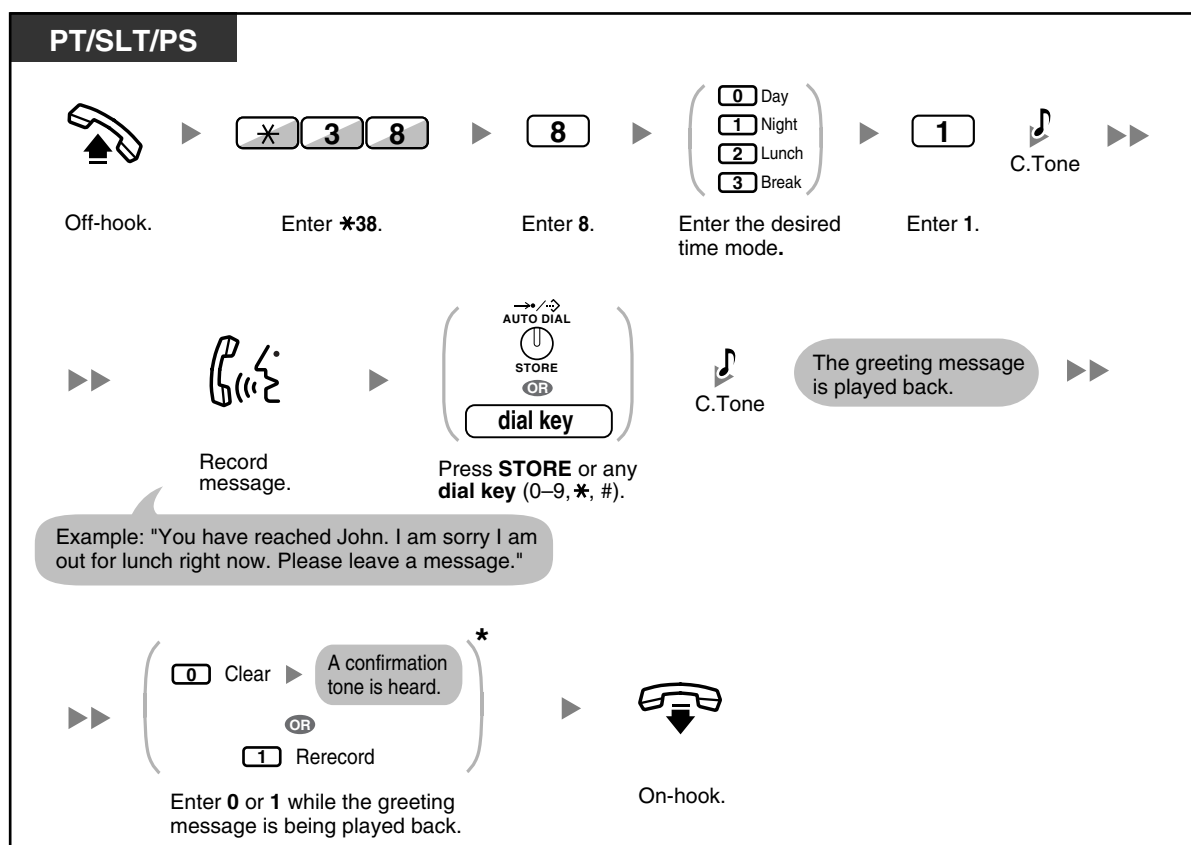 PT/SLT/PS
✱ 3 8
8
0 Day
1 Night
2 Lunch
3 Break
1
C.Tone
Off-hook.
Enter ✱38.
Enter 8.
Enter the desired
time mode.
Enter 1.
AUTO DIAL
STORE
OR
dial key
C.Tone
The greeting message
is played back.
Record
message.
Press STORE or any
dial key (0–9, ✱, #).
Example: "You have reached John. I am sorry I am
out for lunch right now. Please leave a message."
0 Clear
A confirmation
tone is heard.
*
OR
1 Rerecord
Enter 0 or 1 while the greeting
message is being played back.
On-hook.